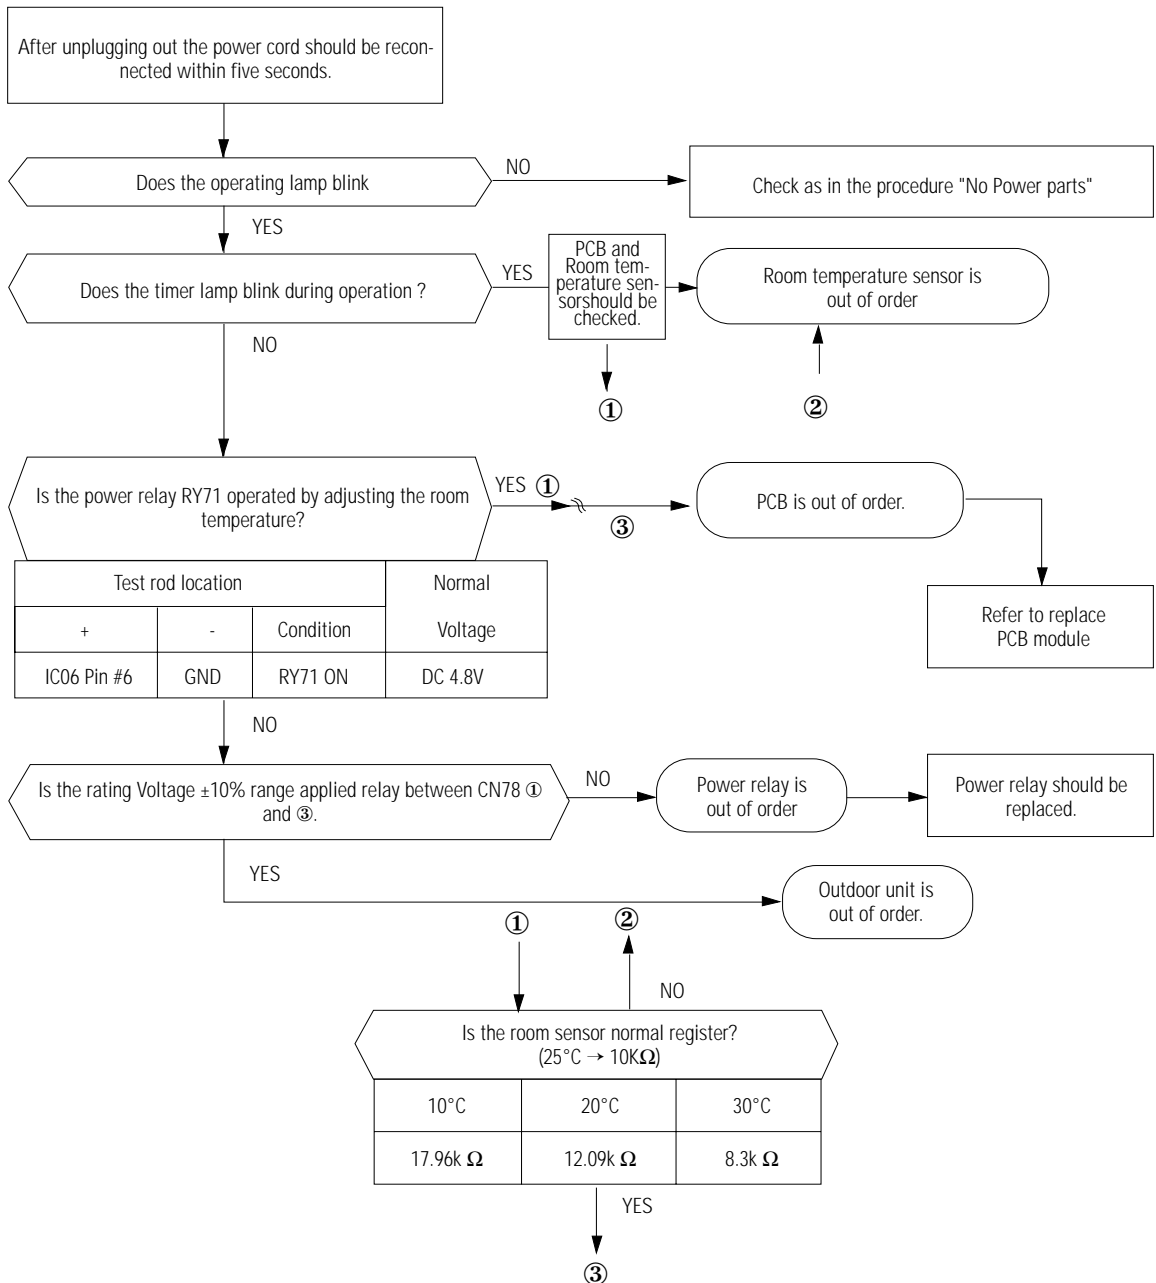 After unplugging out the power cord should be recon-
nected within five seconds.
Does the operating lamp blink
NO
Check as in the procedure "No Power parts"
YES
Does the timer lamp blink during operation ?
YES
PCB and
Room tem-
perature sen-
sorshould be
checked.
Room temperature sensor is
out of order
NO
①
②
Is the power relay RY71 operated by adjusting the room
temperature?
YES ①
③
PCB is out of order.
Refer to replace
PCB module
Test rod location
Normal
Voltage
+
-
Condition
IC06 Pin #6
GND
RY71 ON
DC 4.8V
NO
Is the rating Voltage ±10% range applied relay between CN78 ①
and ③.
NO
Power relay is
out of order
Power relay should be
replaced.
YES
Outdoor unit is
out of order.
①
②
NO
Is the room sensor normal register?
(25°C → 10KΩ)
10°C
20°C
30°C
17.96k Ω
12.09k Ω
8.3k Ω
YES
③